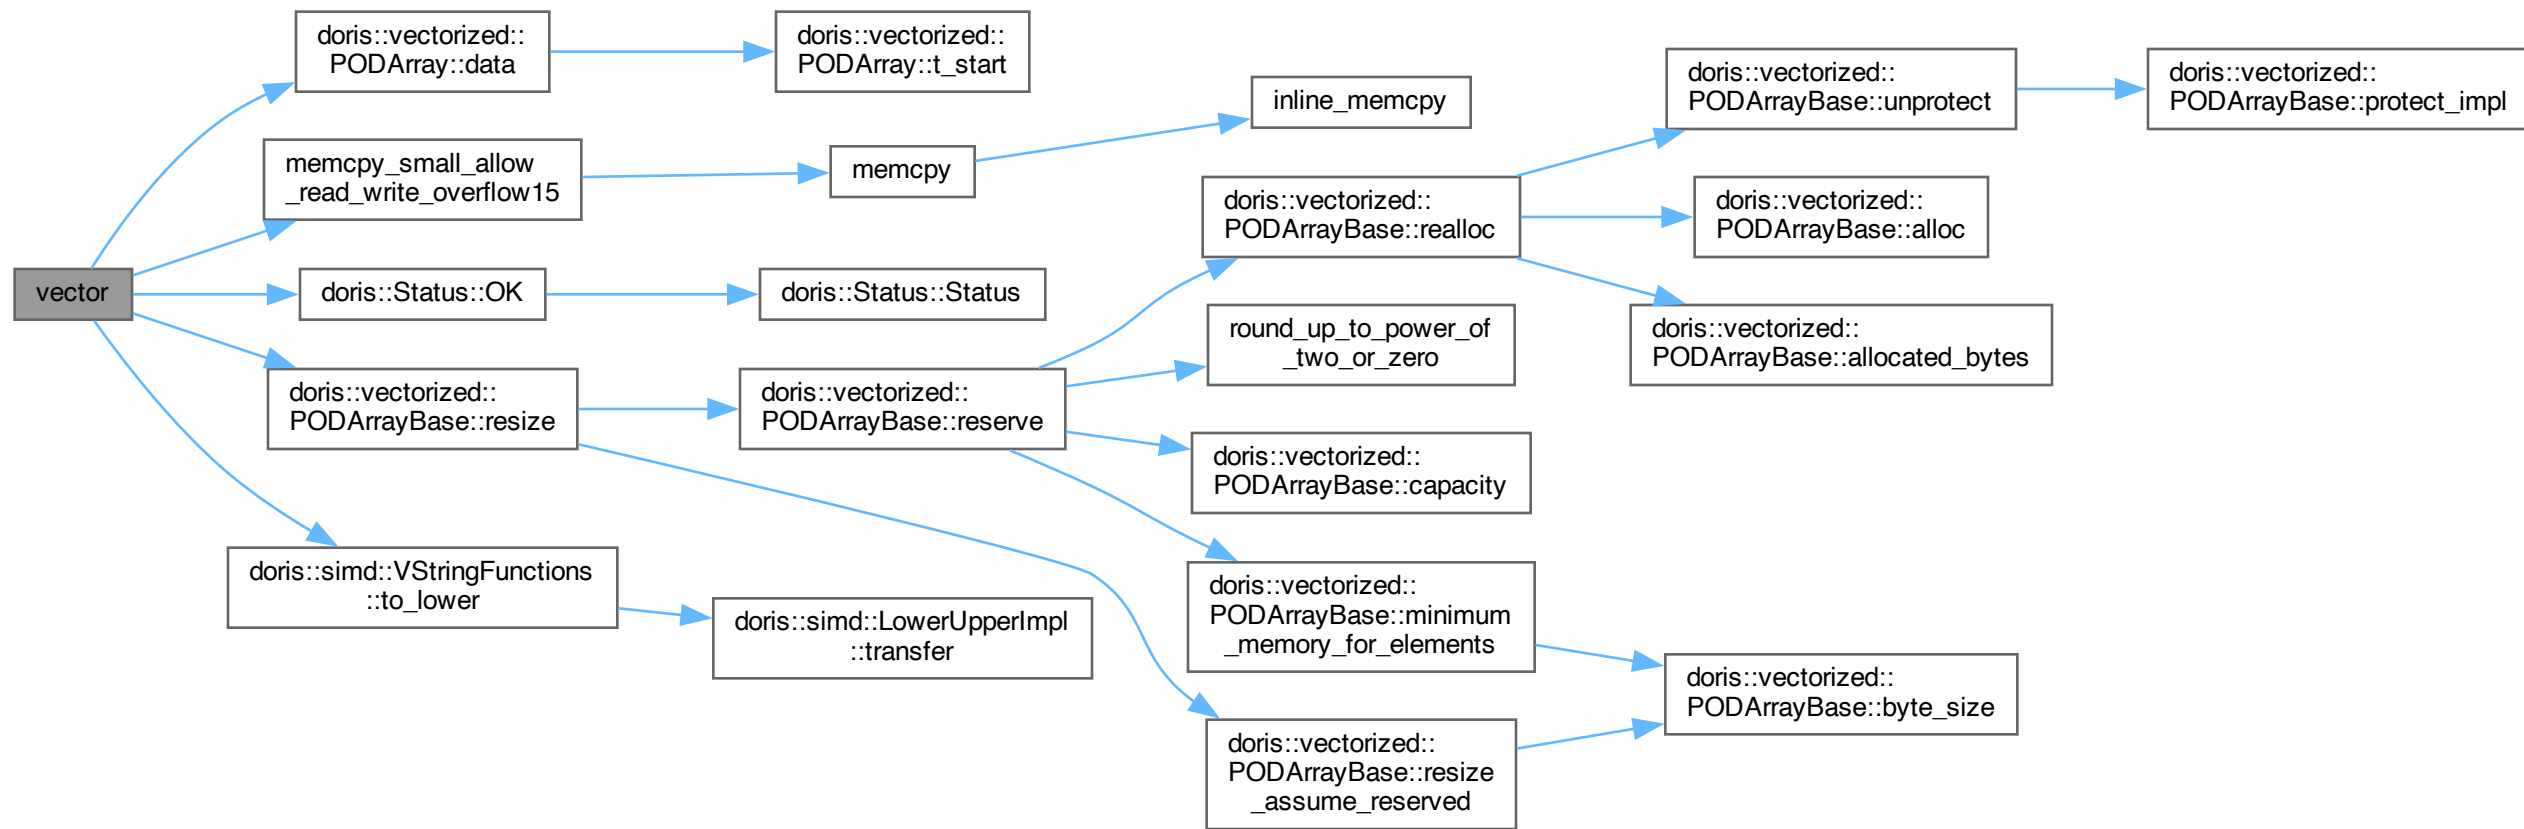 vector
doris::vectorized::
PODArray::data
doris::vectorized::
PODArray::t_start
memcpy_small_allow
_read_write_overflow15
memcpy
inline_memcpy
doris::Status::OK
doris::Status::Status
doris::vectorized::
PODArrayBase::resize
doris::vectorized::
PODArrayBase::reserve
doris::vectorized::
PODArrayBase::realloc
doris::vectorized::
PODArrayBase::unprotect
doris::vectorized::
PODArrayBase::protect_impl
doris::vectorized::
PODArrayBase::alloc
doris::vectorized::
PODArrayBase::allocated_bytes
round_up_to_power_of
_two_or_zero
doris::vectorized::
PODArrayBase::capacity
doris::vectorized::
PODArrayBase::minimum
_memory_for_elements
doris::vectorized::
PODArrayBase::byte_size
doris::vectorized::
PODArrayBase::resize
_assume_reserved
doris::simd::VStringFunctions
::to_lower
doris::simd::LowerUpperImpl
::transfer